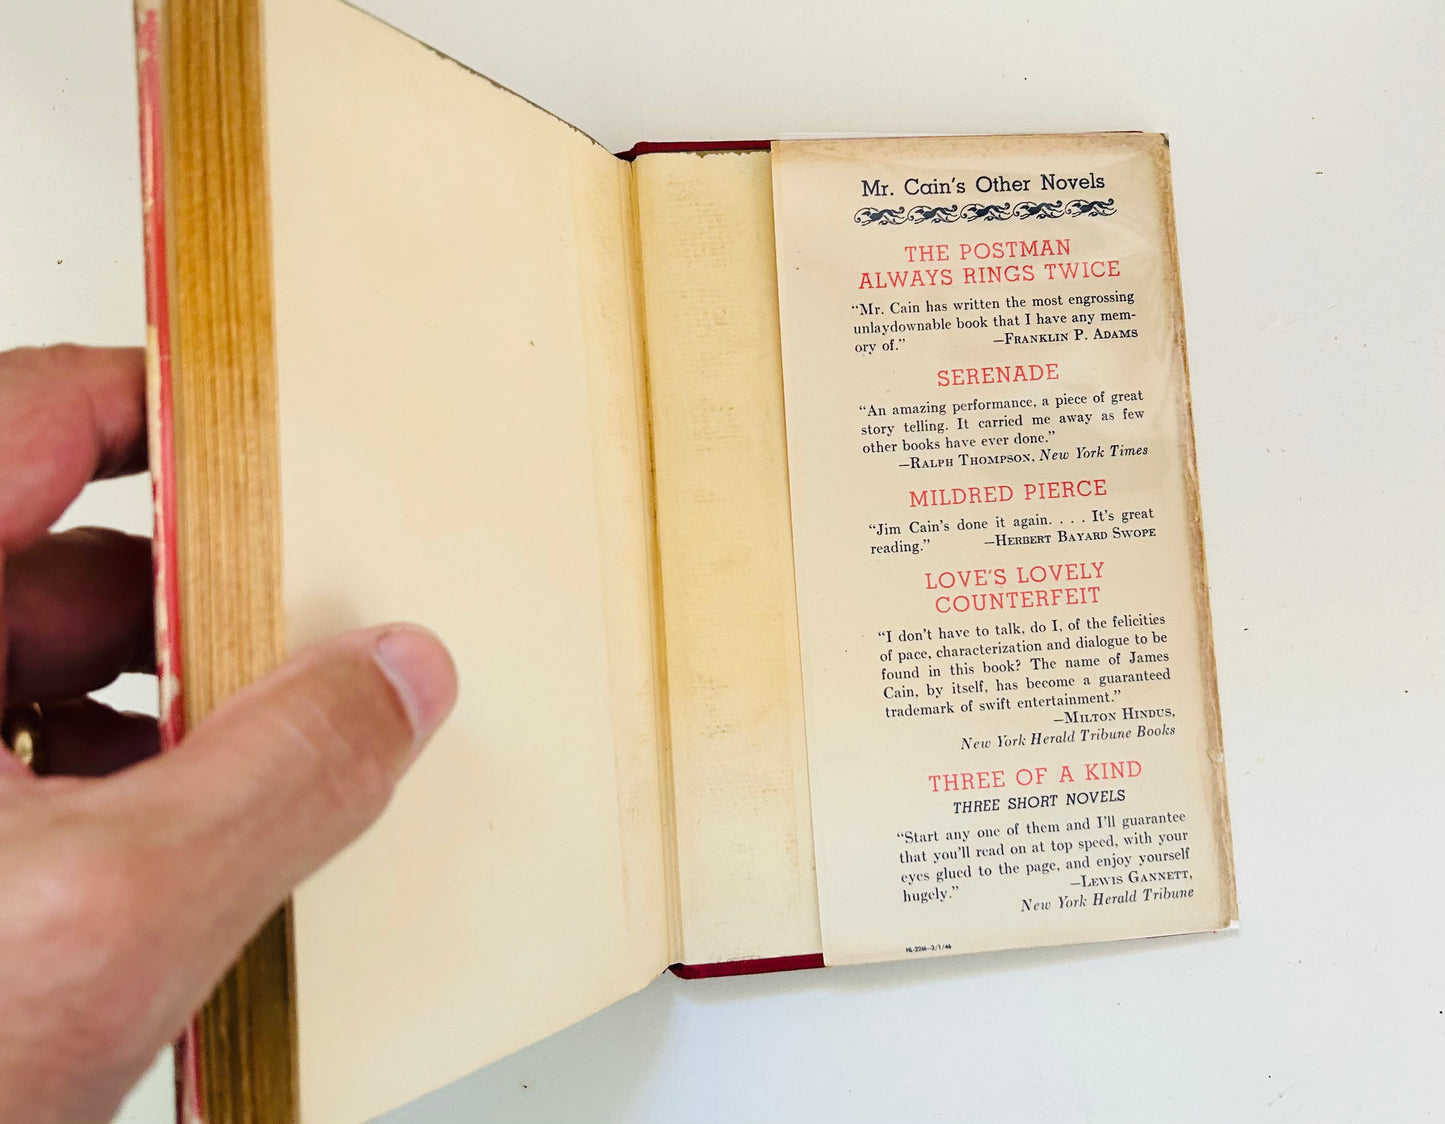 Mr. Cain's Other Novels
THE POSTMAN
ALWAYS RINGS TWICE
“Mr. Cain has written the most engrossing
unlaydownable book that I have any mem-
ory of.” —FRANKLIN P. ADAMS
SERENADE
“An amazing performance, a piece of great
story telling. It carried me away as few
other books have ever done.”
—RALPH THOMPSON, New York Times
MILDRED PIERCE
“Jim Cain's done it again. . . . It's great
reading.” —HERBERT BAYARD SWOPE
LOVE'S LOVELY
COUNTERFEIT
“I don't have to talk, do I, of the felicities
of pace, characterization and dialogue to be
found in this book? The name of James
Cain, by itself, has become a guaranteed
trademark of swift entertainment.”
—MILTON HINDUS,
New York Herald Tribune Books
THREE OF A KIND
THREE SHORT NOVELS
“Start any one of them and I'll guarantee
that you'll read on at top speed, with your
eyes glued to the page, and enjoy yourself
hugely.” —LEWIS GANNETT,
New York Herald Tribune
HL-22M—2/1/46